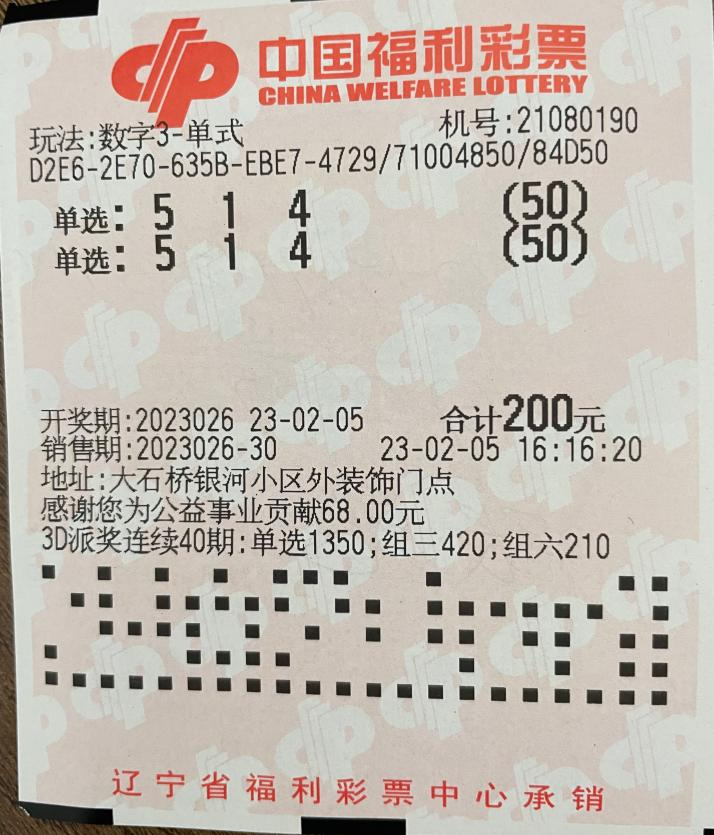 中国福利彩票
CHINA WELFARE LOTTERY
玩法:数字3-单式 机号:21080190
D2E6-2E70-635B-EBE7-4729/71004850/84D50
单选: 5 1 4 (50)
单选: 5 1 4 (50)
开奖期:2023026 23-02-05 合计200元
销售期:2023026-30 23-02-05 16:16:20
地址:大石桥银河小区外装饰门点
感谢您为公益事业贡献68.00元
3D派奖连续40期:单选1350;组三420;组六210
辽宁省福利彩票中心承销